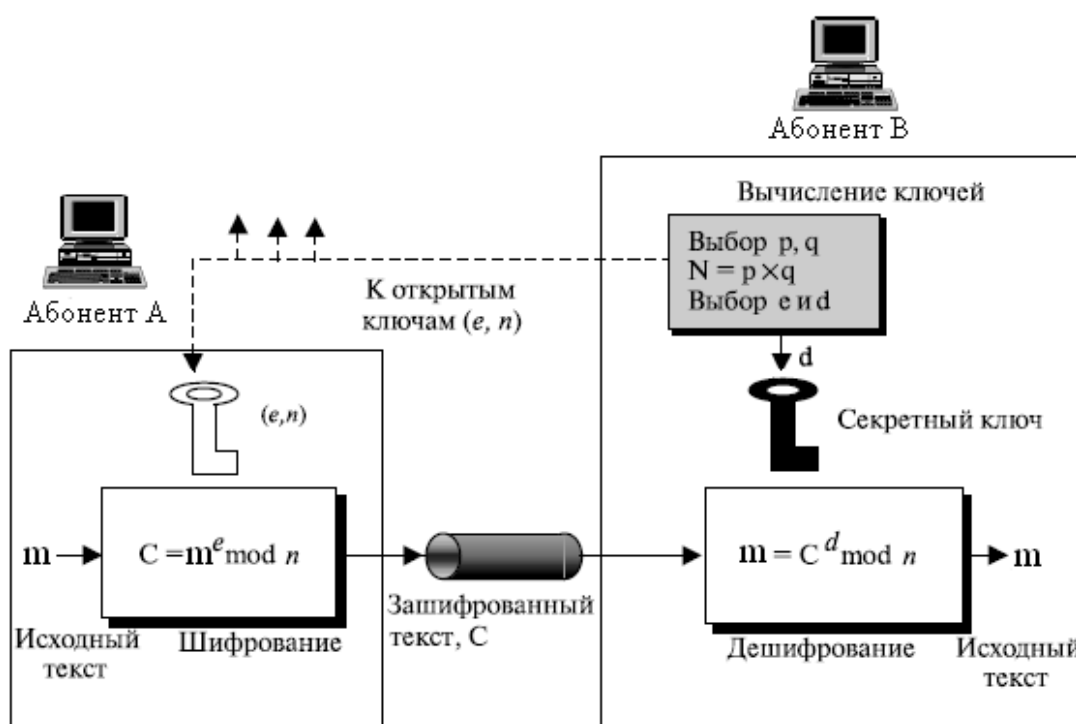 Абонент B
Вычисление ключей
Выбор p, q
N = p × q
Выбор e и d
Абонент A
К открытым
ключам (e, n)
d
(e,n)
Секретный ключ
m
C = m^e mod n
m = C^d mod n
m
Исходный
текст
Шифрование
Зашифрованный
текст, C
Дешифрование
Исходный
текст